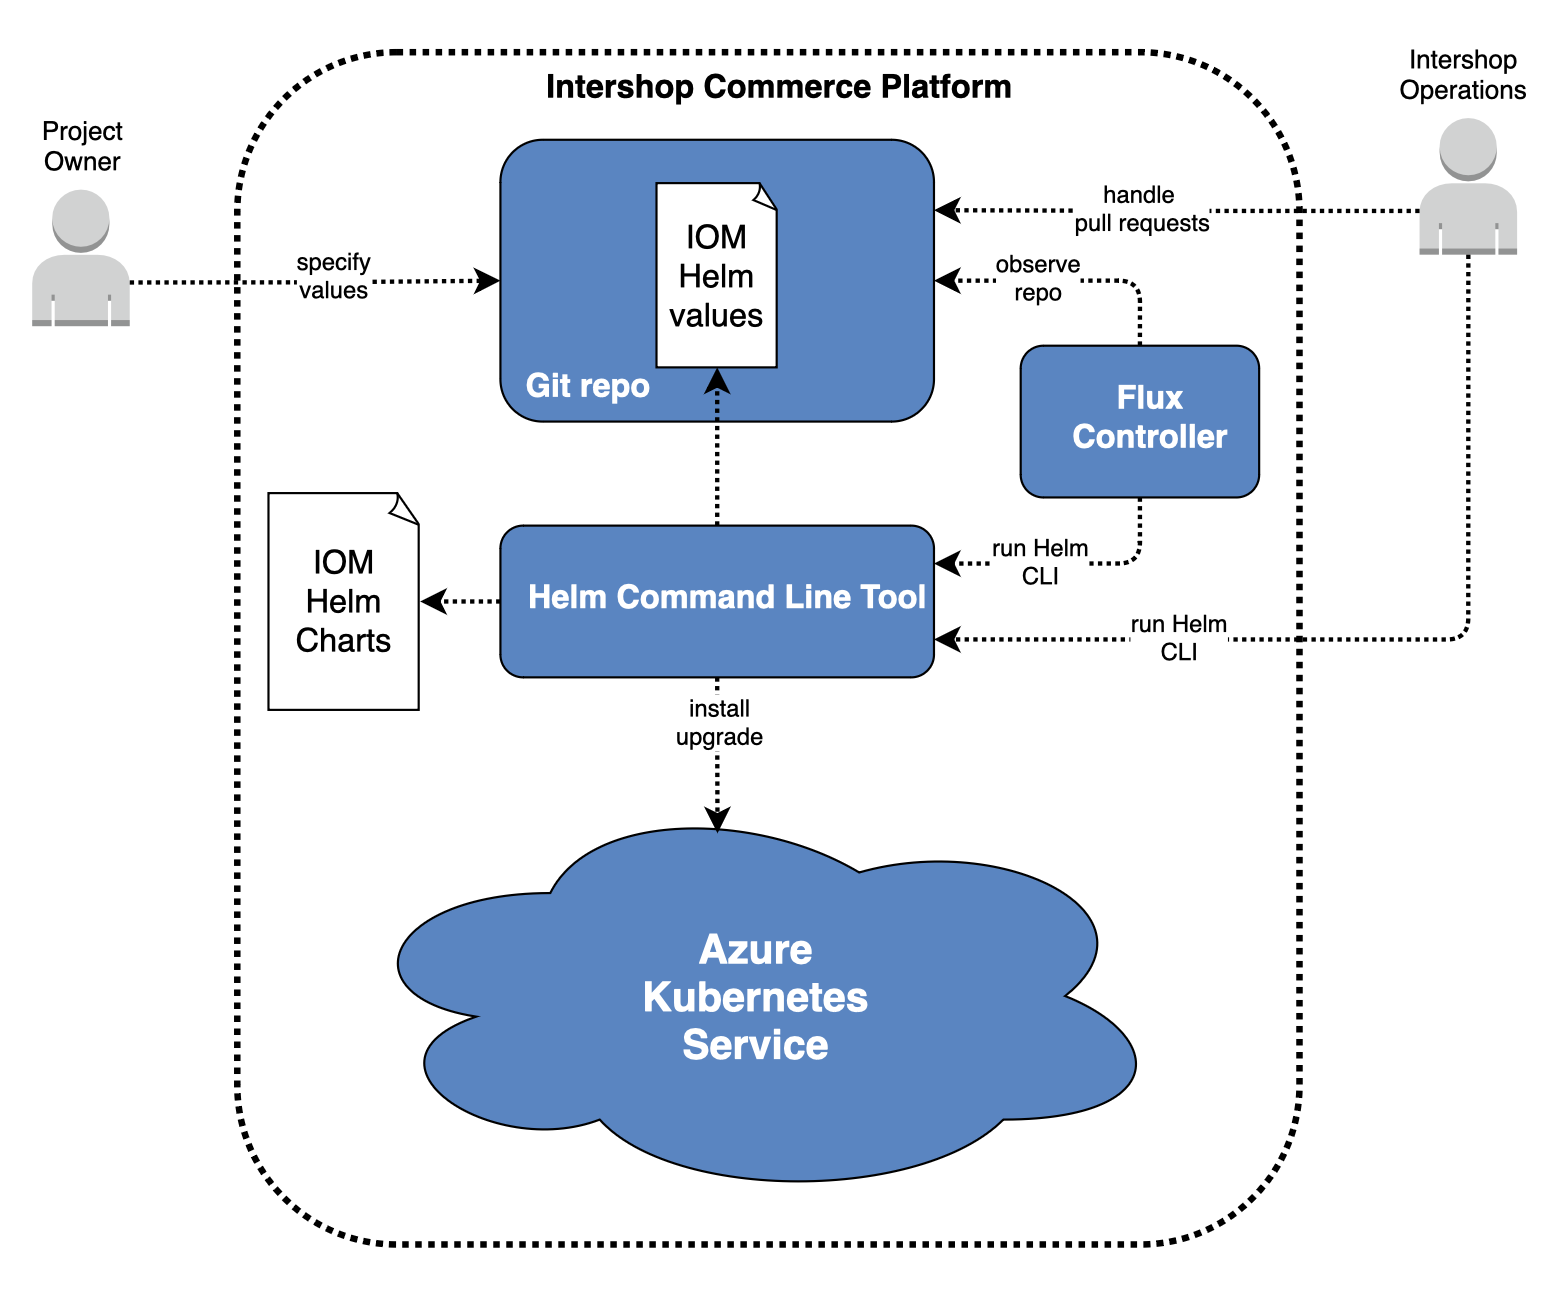 Intershop
Operations
Intershop Commerce Platform
Project
Owner
handle
pull requests
IOM
Helm
values
specify
values
observe
repo
Git repo
Flux
Controller
IOM
Helm
Charts
run Helm
CLI
Helm Command Line Tool
run Helm
CLI
install
upgrade
Azure
Kubernetes
Service